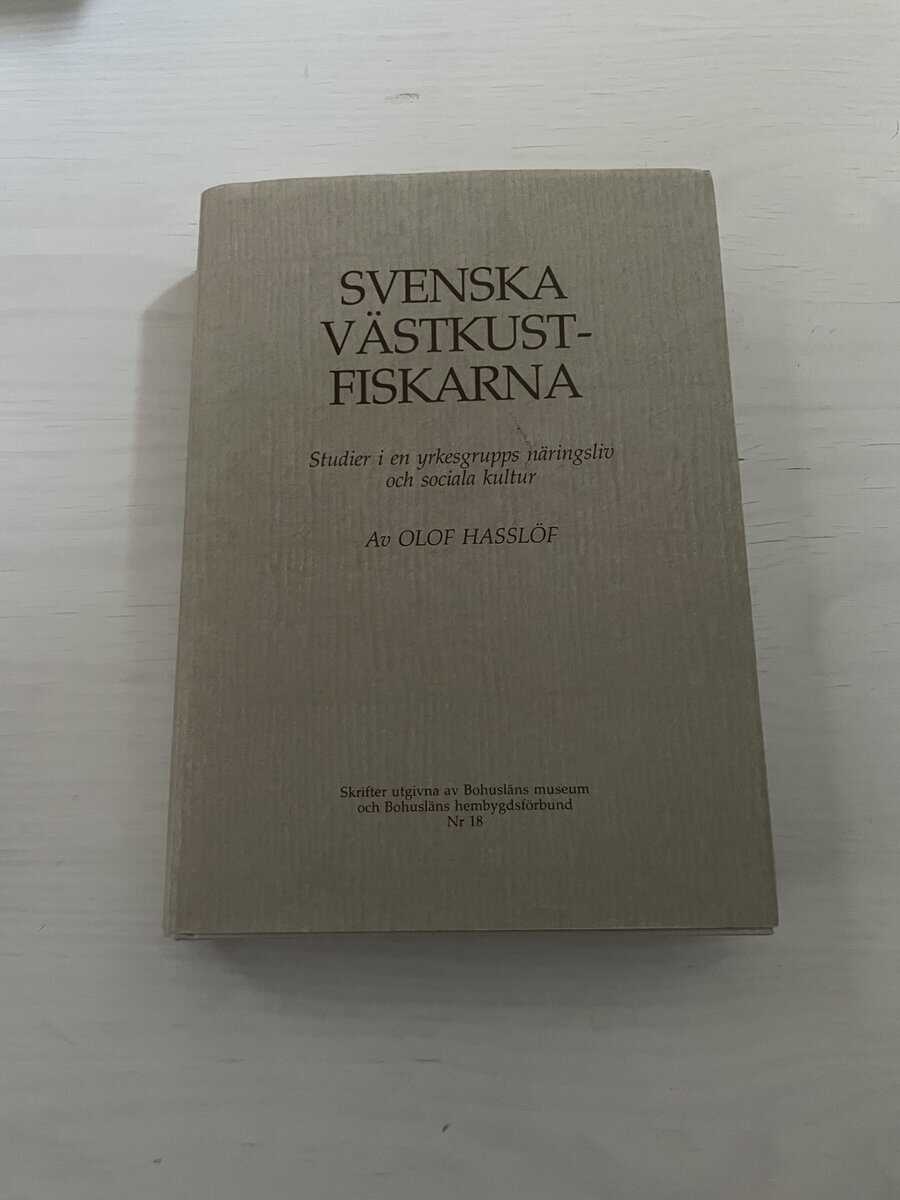 SVENSKA
VÄSTKUST-
FISKARNA
Studier i en yrkesgrupps näringsliv
och sociala kultur
Av OLOF HASSLÖF
Skrifter utgivna av Bohusläns museum
och Bohusläns hembygdsförbund
Nr 18